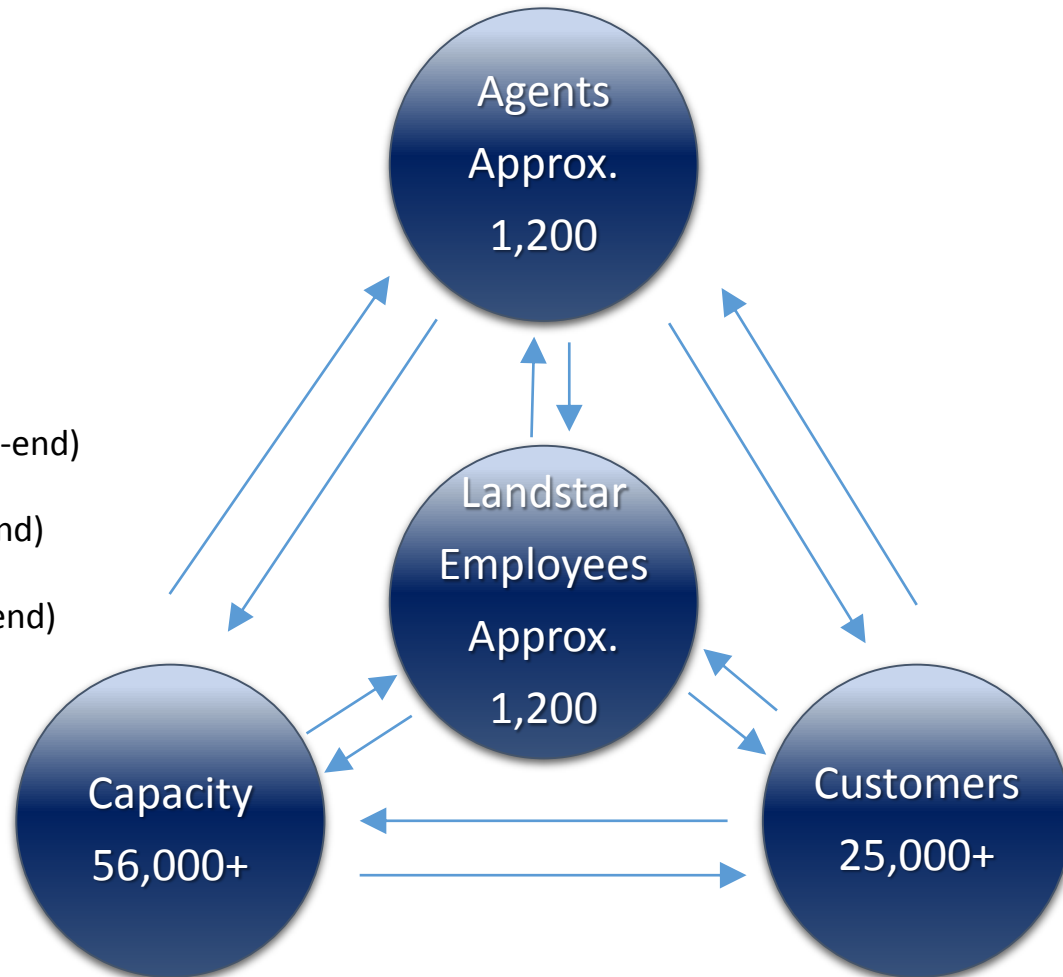 Agents
Approx.
1,200
-end)
nd)
end)
Landstar
Employees
Approx.
1,200
Capacity
56,000+
Customers
25,000+